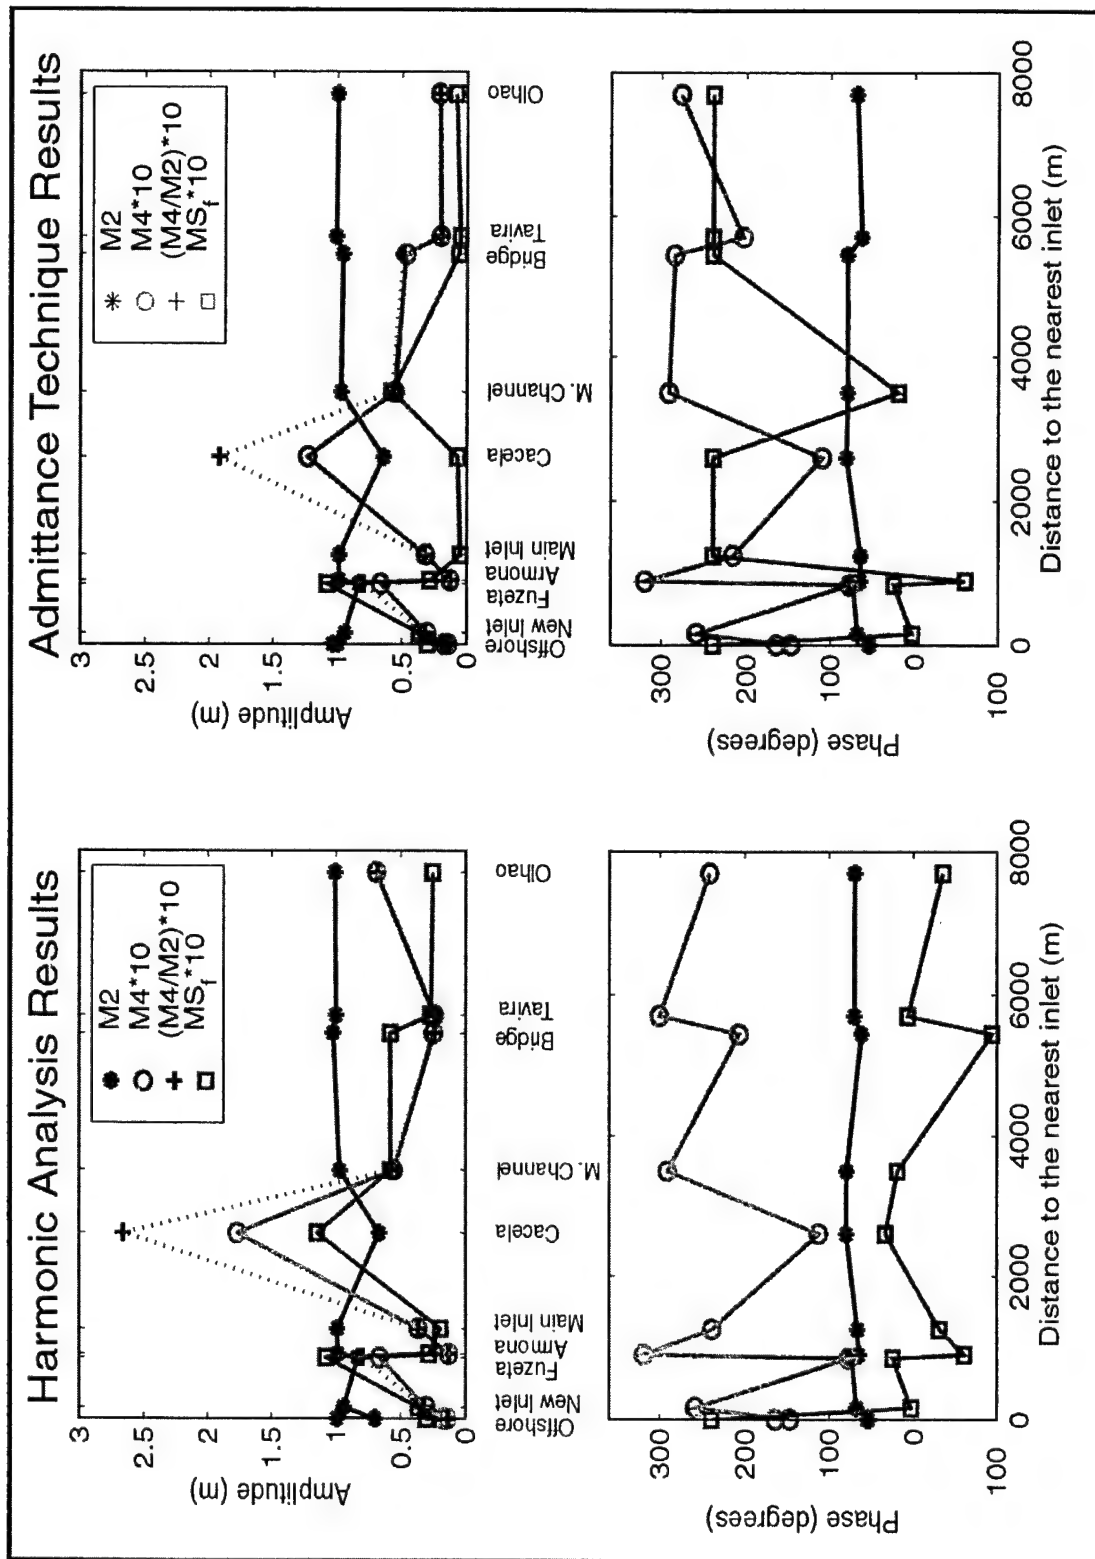 Harmonic Analysis Results
M2
M4*10
(M4/M2)*10
MSf*10
Amplitude (m)
3
2.5
2
1.5
1
0.5
0
Offshore
New Inlet
Fuzeta
Armona
Main Inlet
Cacela
M. Channel
Bridge
Tavira
Olhao
Phase (degrees)
300
200
100
0
100
0
2000
4000
6000
8000
Distance to the nearest inlet (m)
Admittance Technique Results
M2
M4*10
(M4/M2)*10
MSf*10
Amplitude (m)
3
2.5
2
1.5
1
0.5
0
Offshore
New Inlet
Fuzeta
Armona
Main Inlet
Cacela
M. Channel
Bridge
Tavira
Olhao
Phase (degrees)
300
200
100
0
100
0
2000
4000
6000
8000
Distance to the nearest inlet (m)